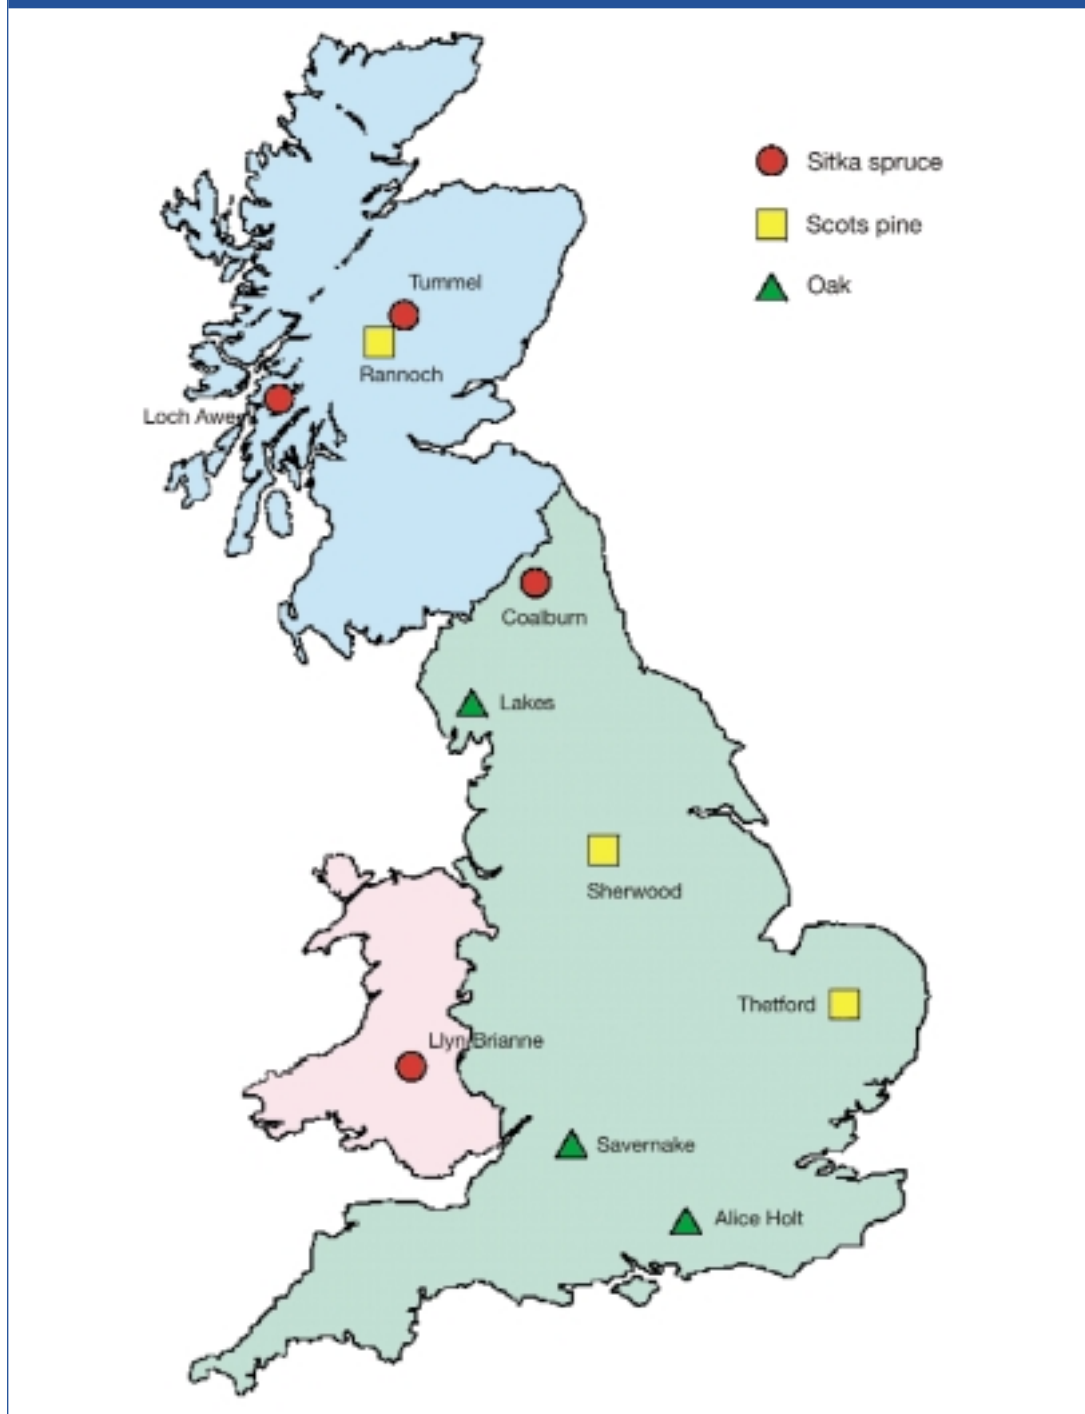 Sitka spruce
Scots pine
Oak
Tummel
Rannoch
Loch Awe
Coalburn
Lakes
Sherwood
Thetford
Llyn Brianne
Savernake
Alice Holt